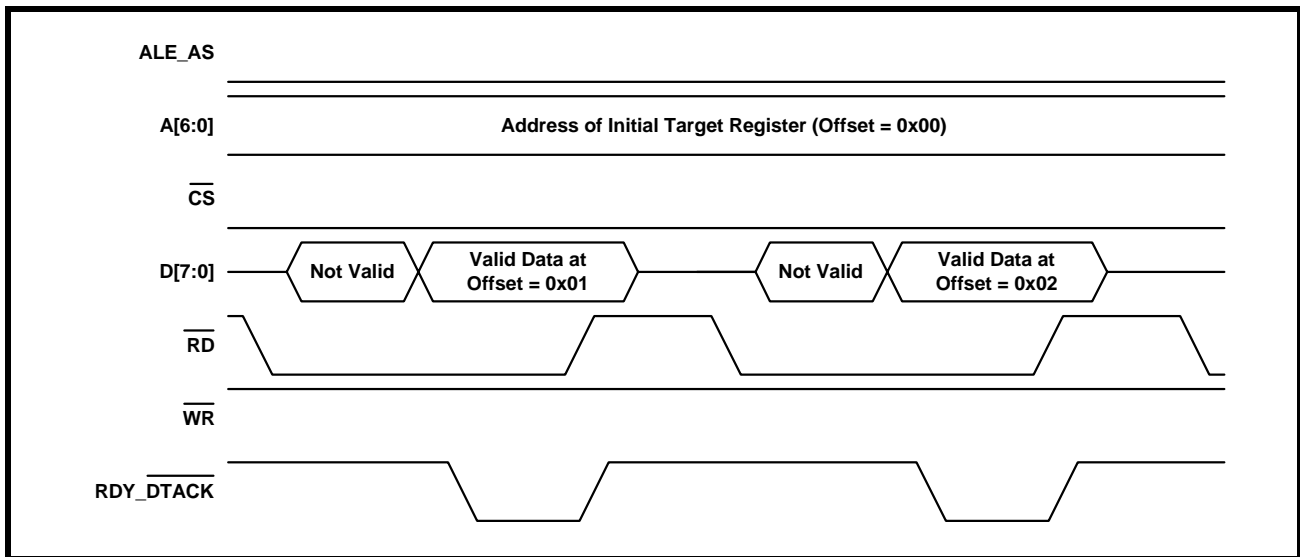 ALE_AS
A[6:0]
Address of Initial Target Register (Offset = 0x00)
CS
D[7:0]
Not Valid
Valid Data at
Offset = 0x01
Not Valid
Valid Data at
Offset = 0x02
RD
WR
RDY_DTACK